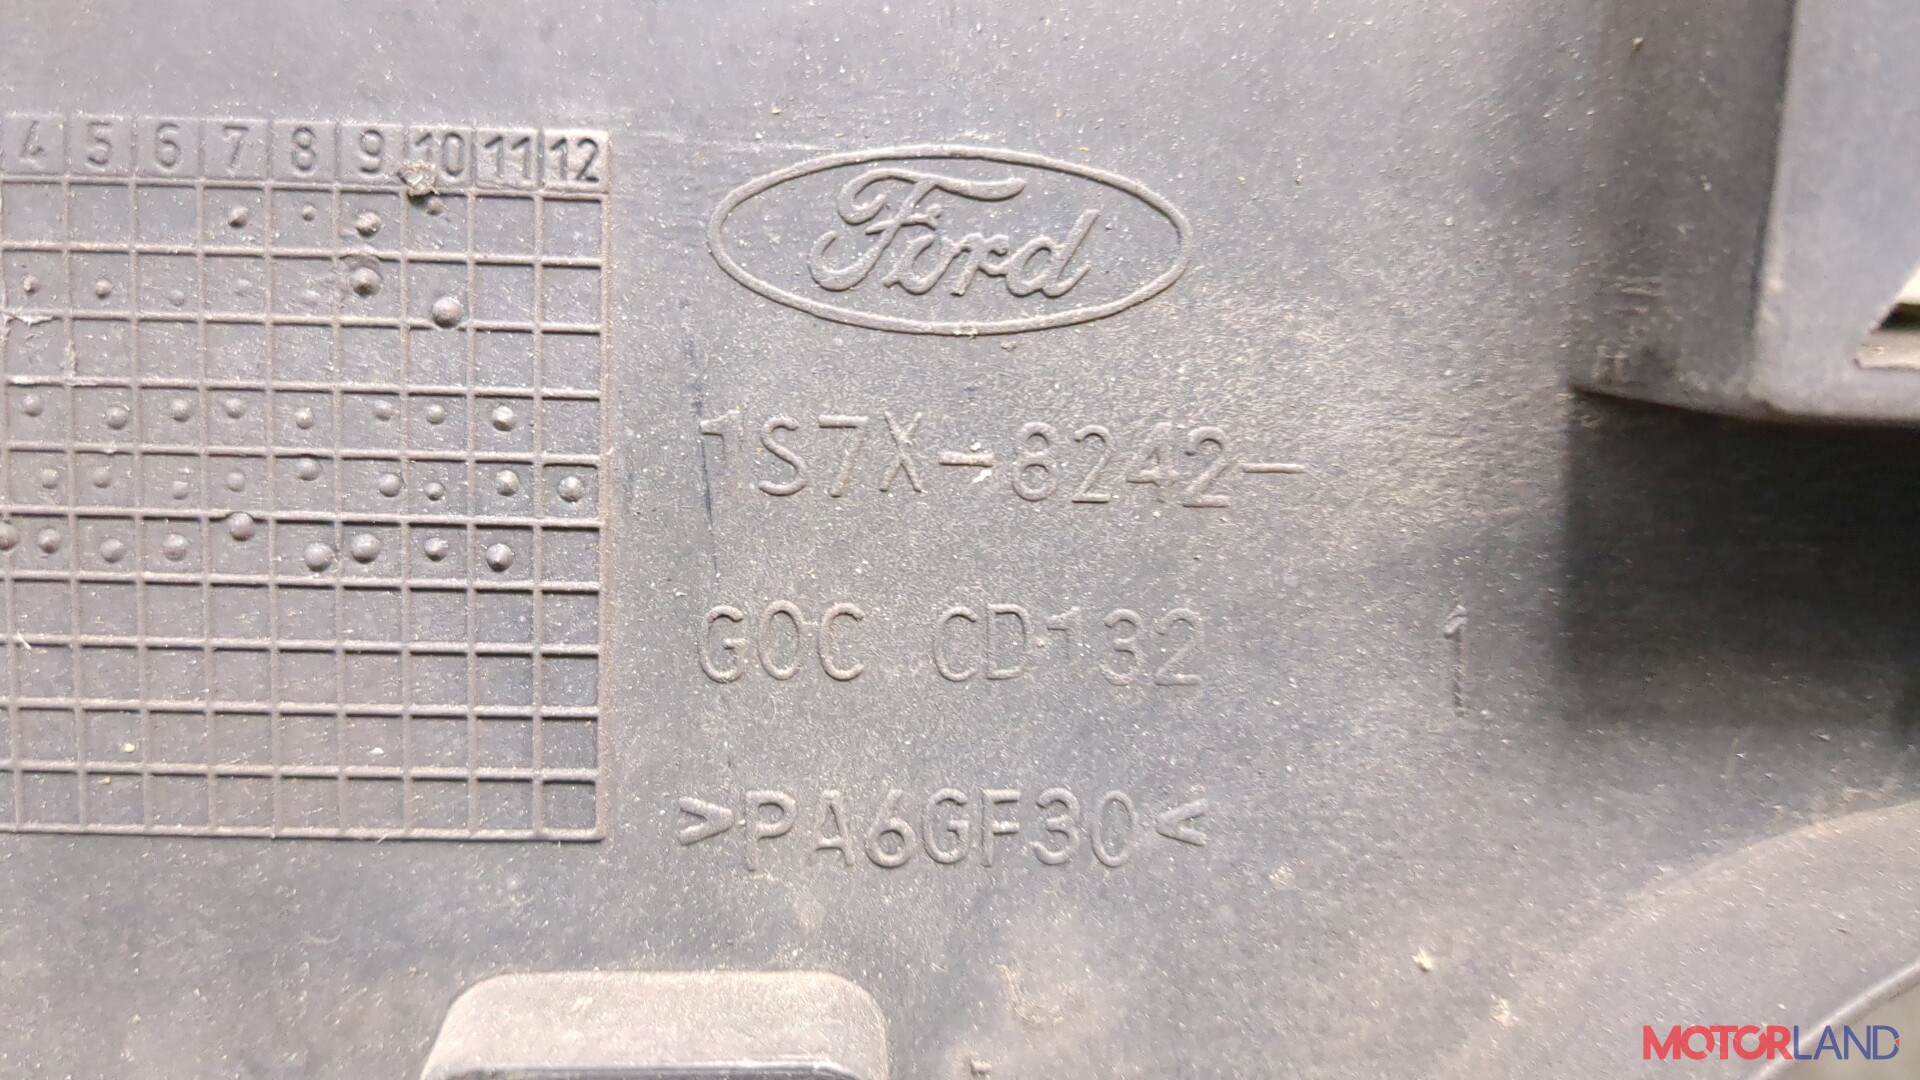 4 5 6 7 8 9 10 11 12
Ford
1S7X-8242-
GOC CD132 1
>PA6GF30<
MOTORLAND